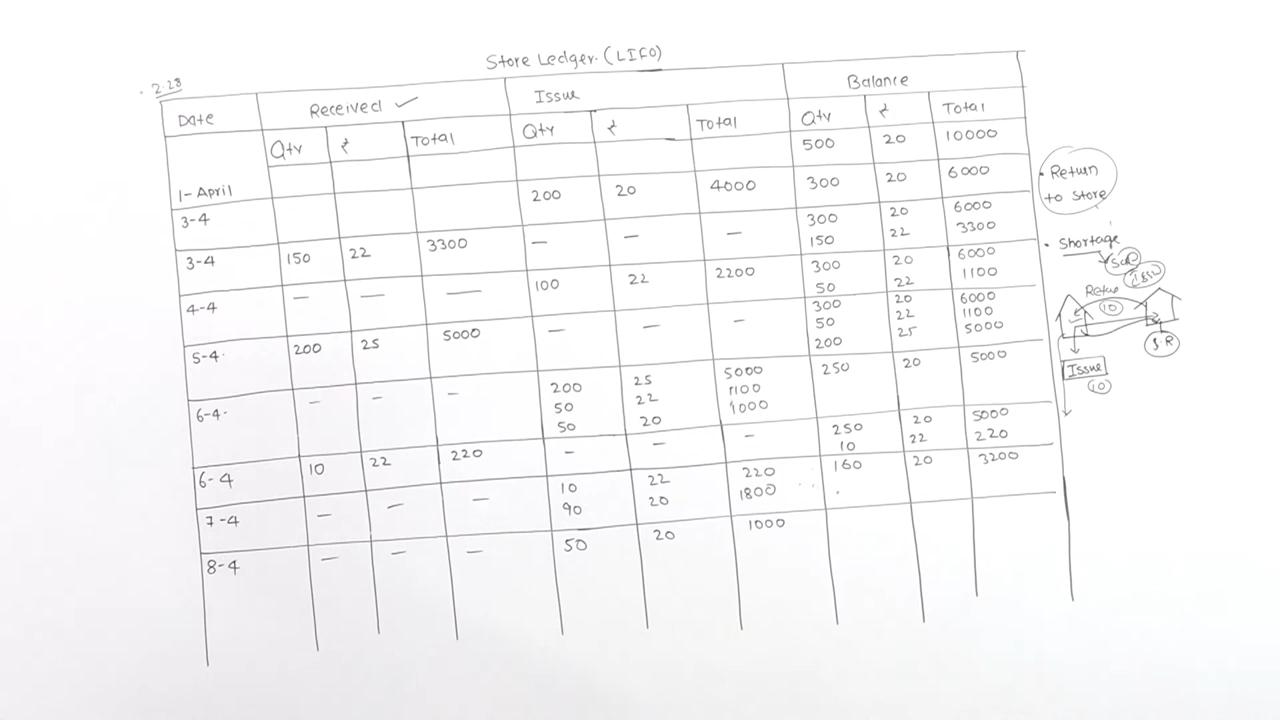 Store Ledger. (LIFO)
2.28
Date Received ✓ Issue Balance
Qty ₹ Total Qty ₹ Total Qty ₹ Total
500 20 10000
1-April
3-4 200 20 4000 300 20 6000
300 20 6000
3-4 150 22 3300 — — — 150 22 3300
4-4 — — — 100 22 2200 300 20 6000
50 22 1100
300 20 6000
50 22 1100
5-4. 200 25 5000 — — — 200 25 5000
6-4. — — — 200 25 5000 250 20 5000
50 22 1100
50 20 1000
250 20 5000
6-4 10 22 220 — — — 10 22 220
7-4 — — — 10 22 220 160 20 3200
90 20 1800
8-4 — — — 50 20 1000
• Return
to Store
• Shortage
Issue
10
10
S.R